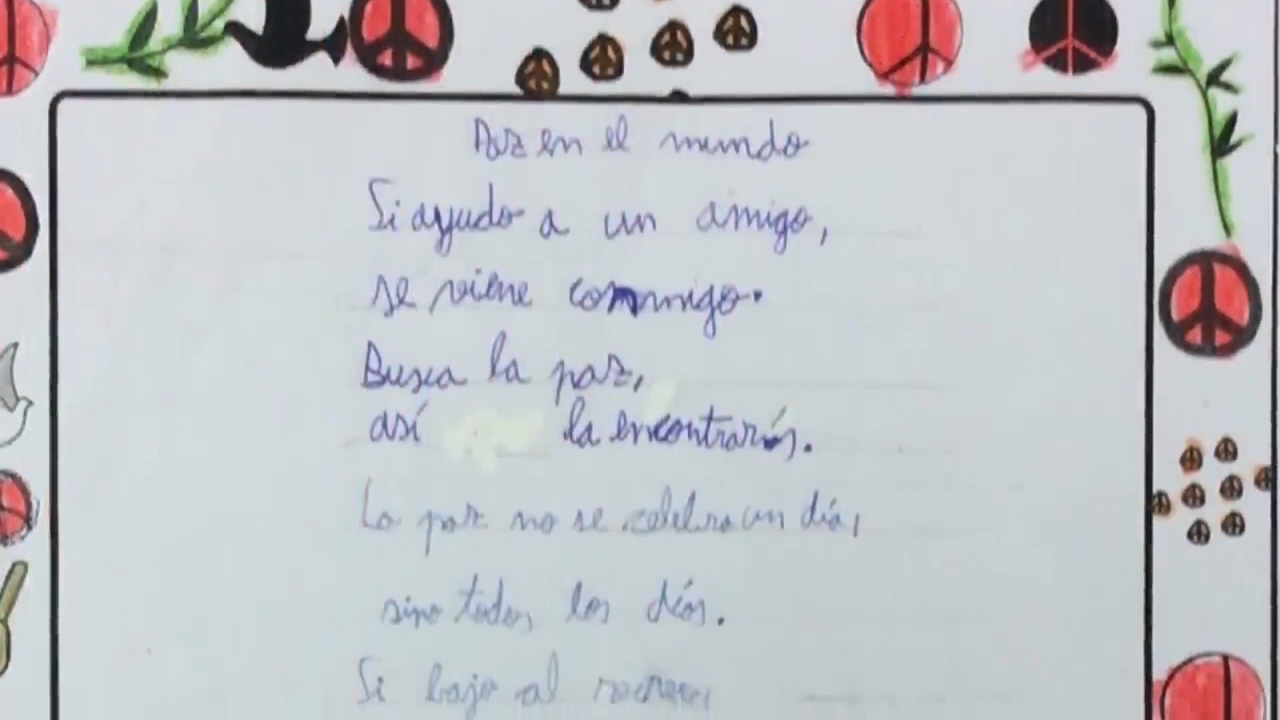 Paz en el mundo
Si ayudo a un amigo,
se viene conmigo.
Busca la paz,
así la encontrarás.
La paz no se celebra un día,
sino todos los días.
Si bajo al